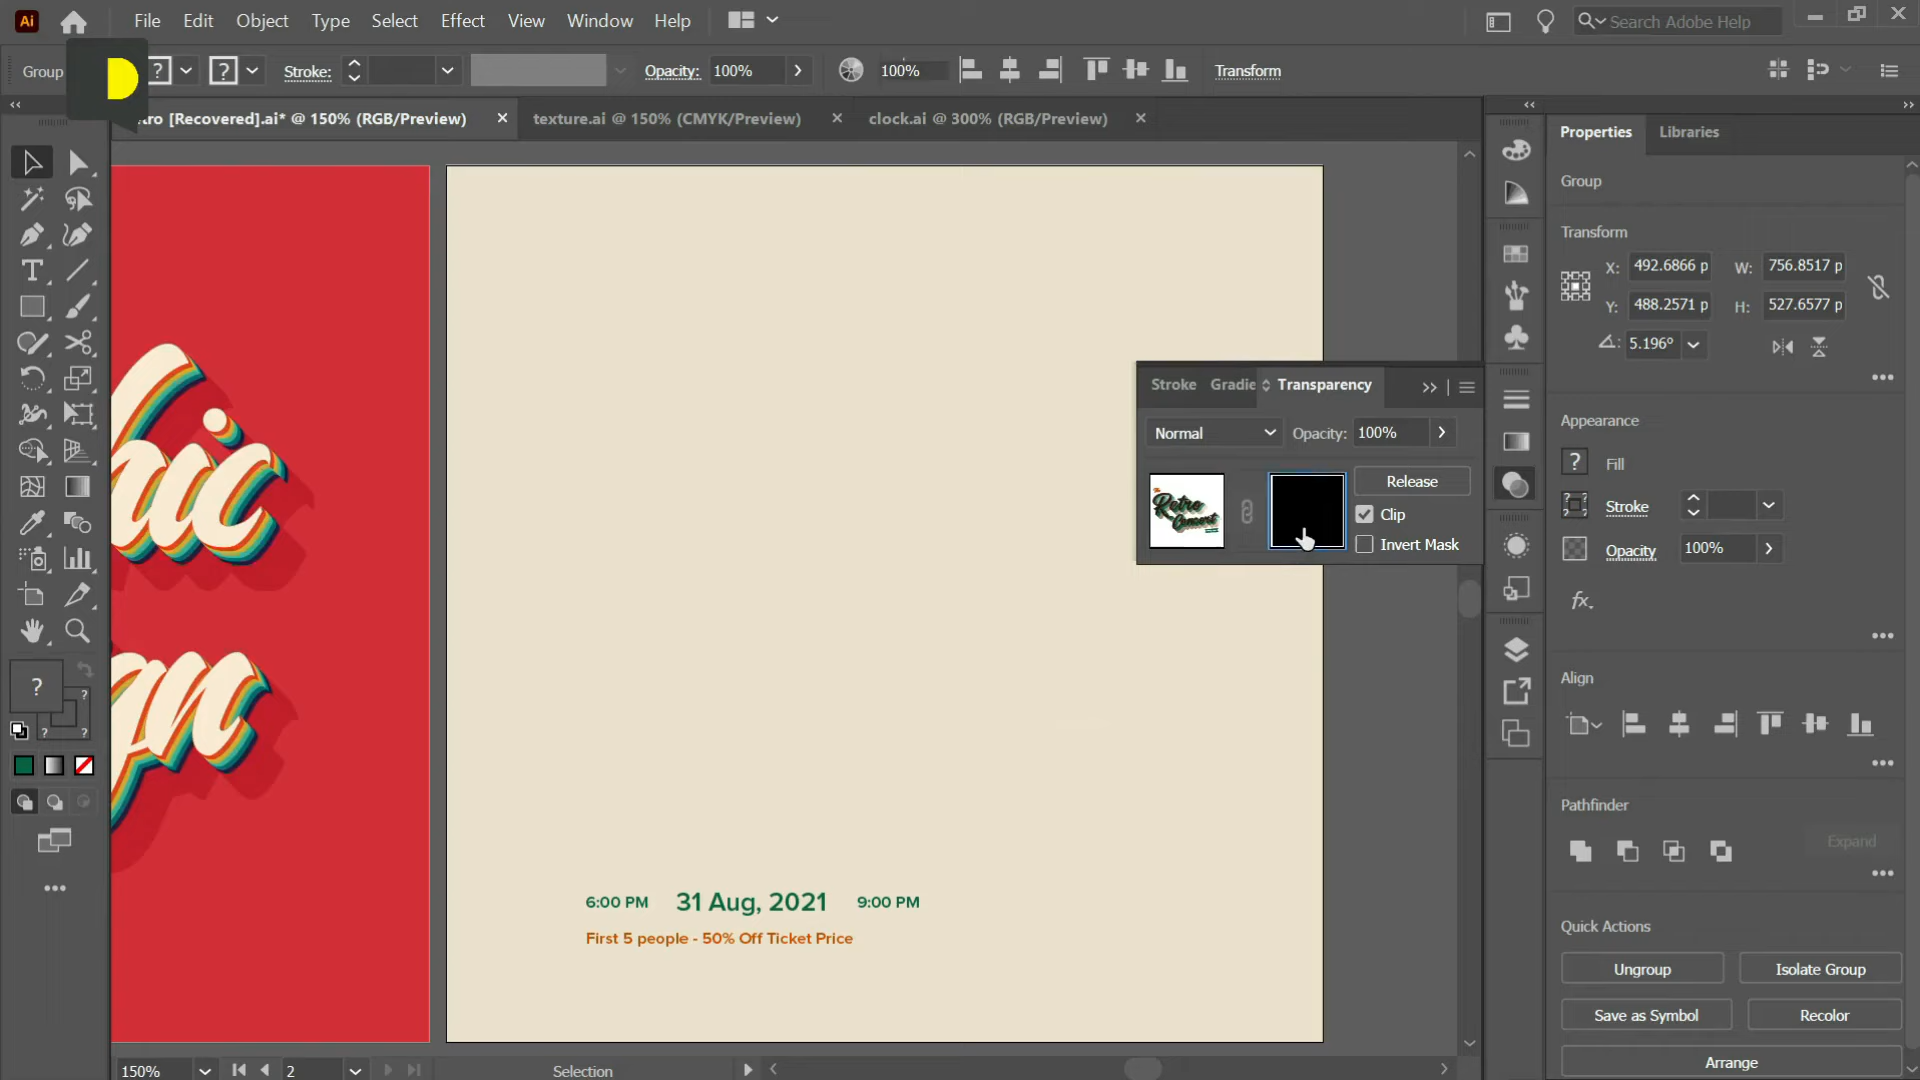 Ai File Edit Object Type Select Effect View Window Help Search Adobe Help
Group ? ? Stroke: Opacity: 100% 100% Transform
tro [Recovered].ai* @ 150% (RGB/Preview) texture.ai @ 150% (CMYK/Preview) clock.ai @ 300% (RGB/Preview)
Properties Libraries
Group
Transform
X: 492.6866 p W: 756.8517 p
Y: 488.2571 p H: 527.6577 p
5.196°
Stroke Gradie Transparency
Normal Opacity: 100%
Release
Clip
Invert Mask
Retro
Concert
Appearance
? Fill
Stroke
Opacity 100%
fx.
Align
Pathfinder
Expand
Quick Actions
Ungroup Isolate Group
Save as Symbol Recolor
Arrange
hic
gn
6:00 PM 31 Aug, 2021 9:00 PM
First 5 people - 50% Off Ticket Price
150% 2 Selection